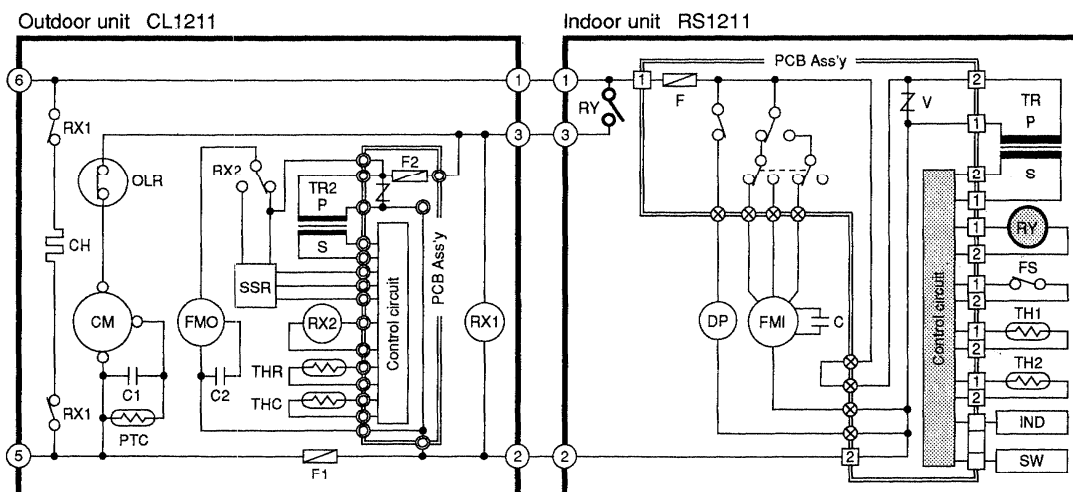 Outdoor unit CL1211
Indoor unit RS1211
6
1
1
1
PCB Ass'y
F
2
V
TR
P
1
S
RX1
3
3
RY
OLR
RX2
F2
TR2
P
S
PCB Ass'y
2
1
1
RY
2
CH
SSR
Control circuit
FS
1
2
CM
FMO
RX2
RX1
DP
FMI
C
Control circuit
TH1
1
2
THR
TH2
1
2
C1
C2
THC
RX1
PTC
IND
5
F1
2
2
2
SW